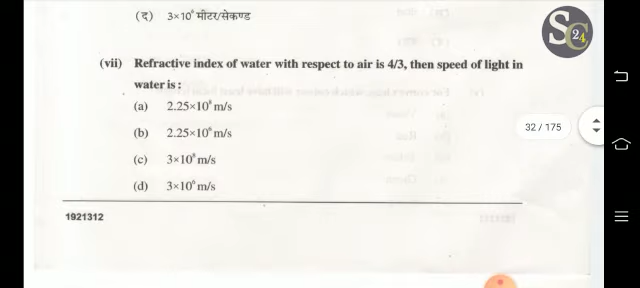 (द) 3×10⁶ मीटर/सेकण्ड
SC24
(vii) Refractive index of water with respect to air is 4/3, then speed of light in
water is :
(a) 2.25×10⁸ m/s
(b) 2.25×10⁶ m/s
(c) 3×10⁸ m/s
(d) 3×10⁶ m/s
32 / 175
1921312